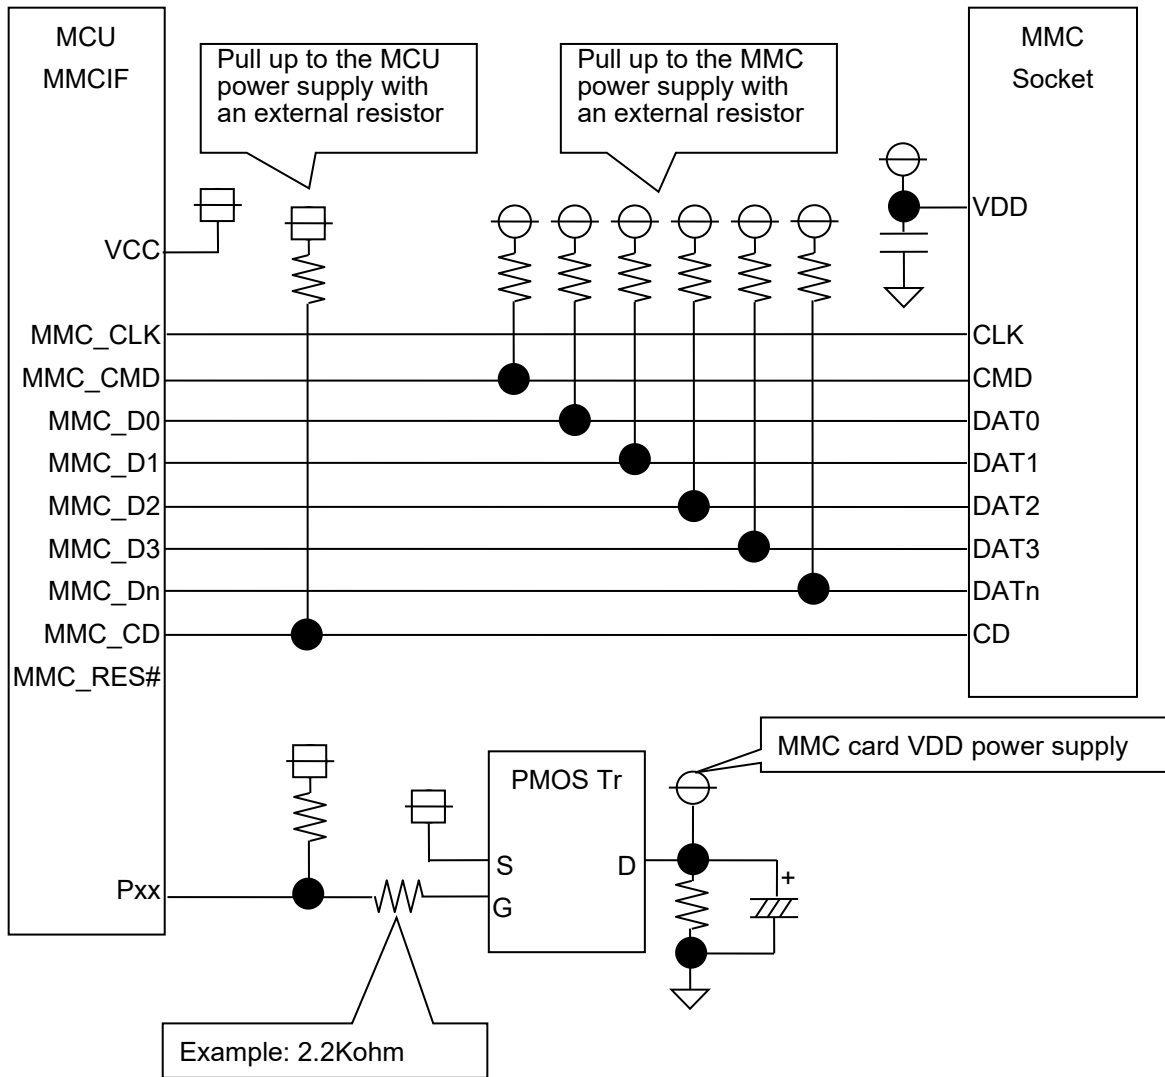 MCU
MMCIF
Pull up to the MCU
power supply with
an external resistor
Pull up to the MMC
power supply with
an external resistor
MMC
Socket
VCC
VDD
MMC_CLK
CLK
MMC_CMD
CMD
MMC_D0
DAT0
MMC_D1
DAT1
MMC_D2
DAT2
MMC_D3
DAT3
MMC_Dn
DATn
MMC_CD
CD
MMC_RES#
MMC card VDD power supply
PMOS Tr
S
D
G
+
Pxx
Example: 2.2Kohm